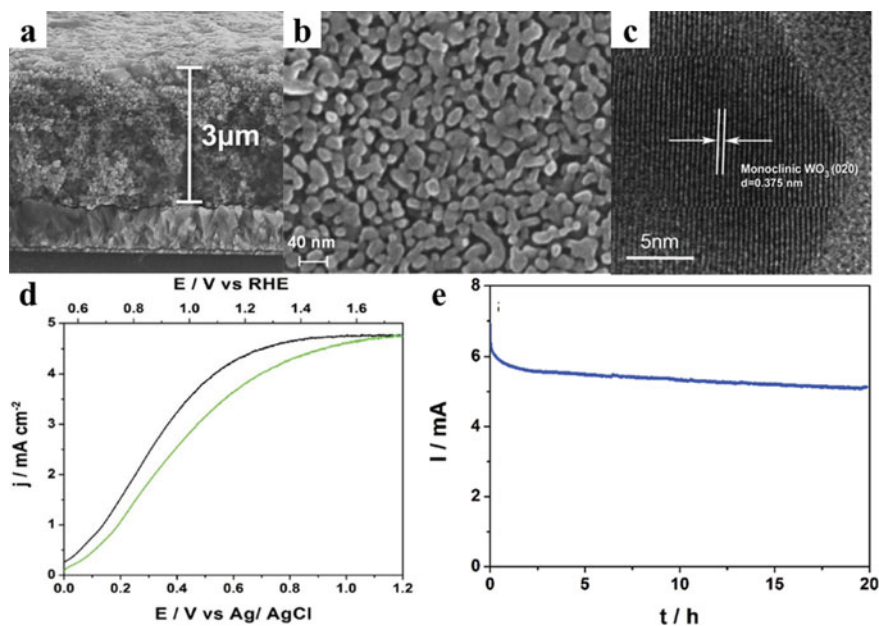 a
3μm
b
40 nm
c
Monoclinic WO₃ (020)
d=0.375 nm
5nm
d
E / V vs RHE
0.6 0.8 1.0 1.2 1.4 1.6
5
4
3
2
1
0
j / mA cm⁻²
0.0 0.2 0.4 0.6 0.8 1.0 1.2
E / V vs Ag/ AgCl
e
i
8
6
4
2
0
I / mA
0 5 10 15 20
t / h